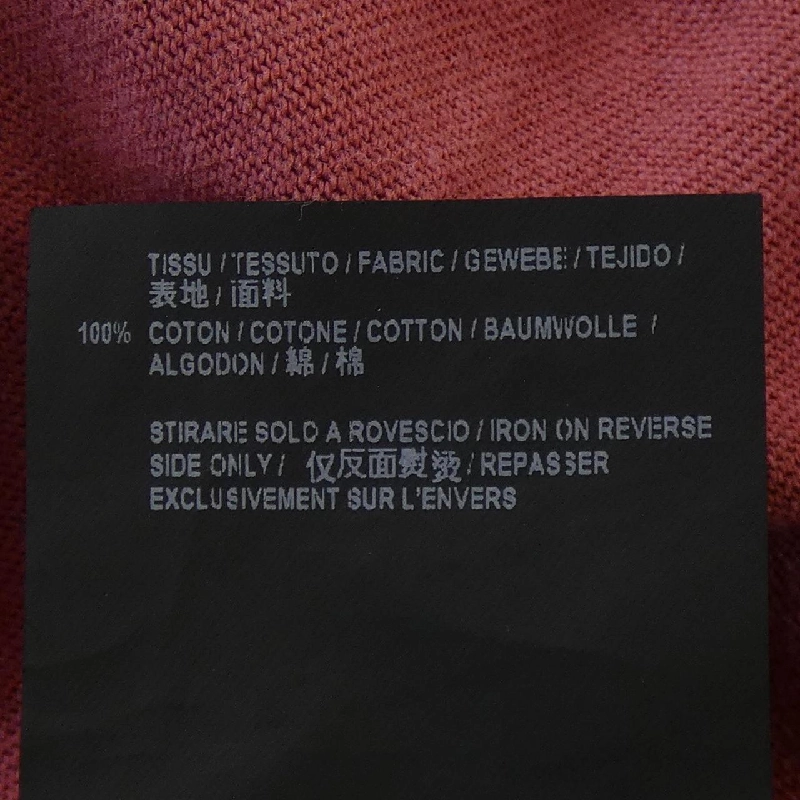 TISSU / TESSUTO / FABRIC / GEWEBE / TEJIDO /
表地 / 面料
100% COTON / COTONE / COTTON / BAUMWOLLE /
ALGODON / 綿 / 棉
STIRARE SOLO A ROVESCIO / IRON ON REVERSE
SIDE ONLY / 仅反面熨烫 / REPASSER
EXCLUSIVEMENT SUR L'ENVERS